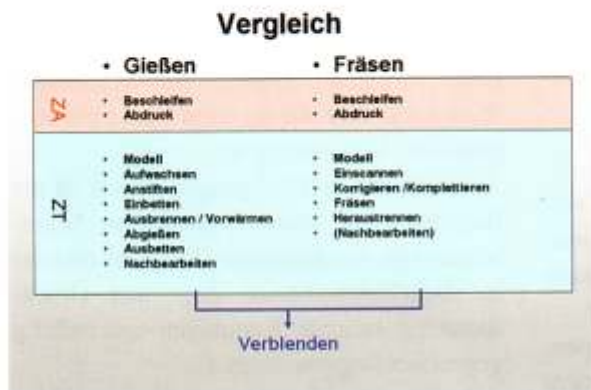 Vergleich
• Gießen
• Fräsen
ZA
• Beschleifen
• Abdruck
• Beschleifen
• Abdruck
ZT
• Modell
• Aufwachsen
• Anstiften
• Einbetten
• Ausbrennen / Vorwärmen
• Abgießen
• Ausbetten
• Nachbearbeiten
• Modell
• Einscannen
• Korrigieren /Komplettieren
• Fräsen
• Heraustrennen
• (Nachbearbeiten)
Verblenden